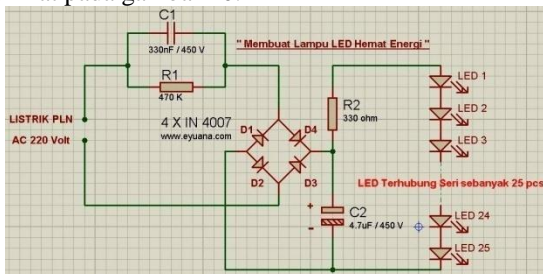 C1
330nF / 450 V
" Membuat Lampu LED Hemat Energi "
R1
470 K
LED 1
LED 2
LED 3
R2
330 ohm
LISTRIK PLN
AC 220 Volt
4 X IN 4007
www.eyuana.com
D1
D4
D2
D3
LED Terhubung Seri sebanyak 25 pcs
+
-
C2
4.7uF / 450 V
LED 24
LED 25